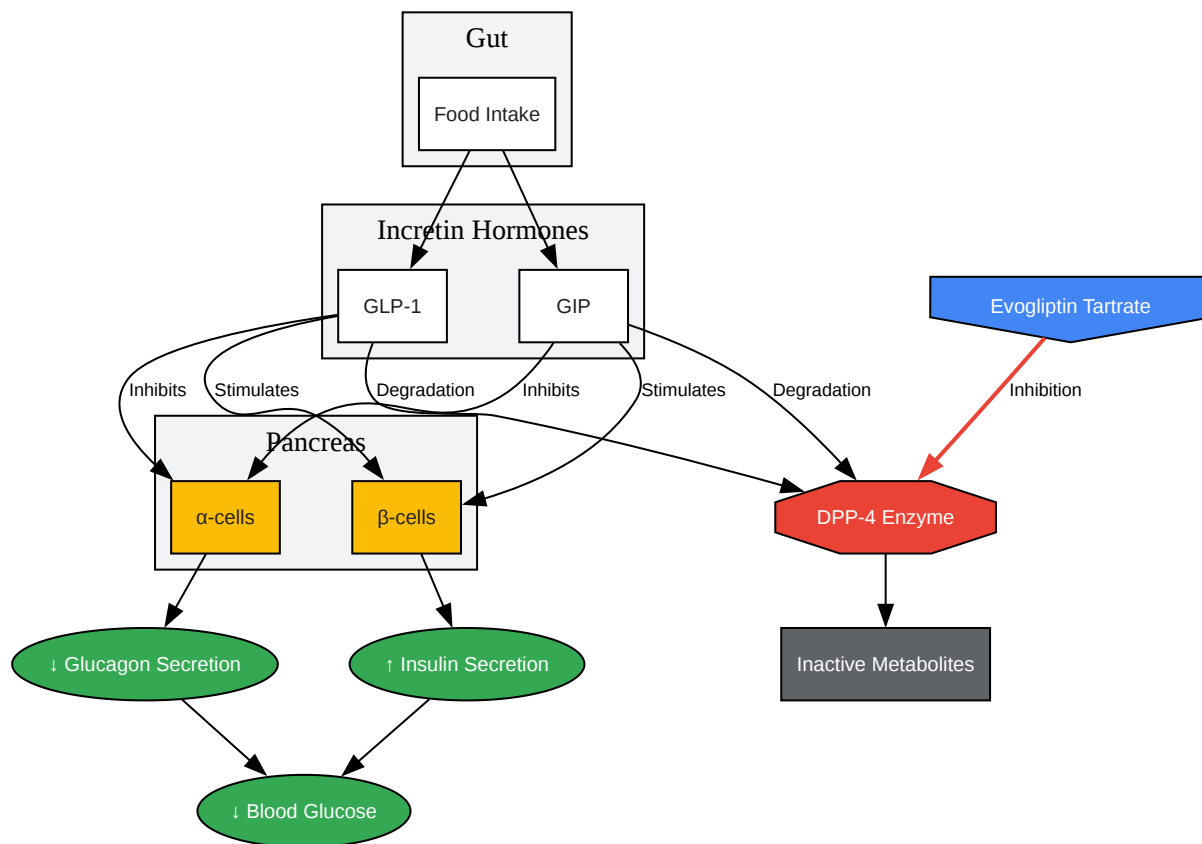 Gut
Food Intake
Incretin Hormones
GLP-1
GIP
Evogliptin Tartrate
Inhibits
Stimulates
Degradation
Inhibits
Stimulates
Degradation
Inhibition
Pancreas
α-cells
β-cells
DPP-4 Enzyme
↓ Glucagon Secretion
↑ Insulin Secretion
Inactive Metabolites
↓ Blood Glucose